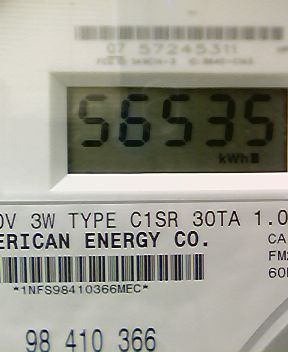 07 57245311
56535
kWh
0V 3W TYPE C1SR 30TA 1.0
ERICAN ENERGY CO.
CA
FM2
60
*1NFS98410366MEC*
98 410 366